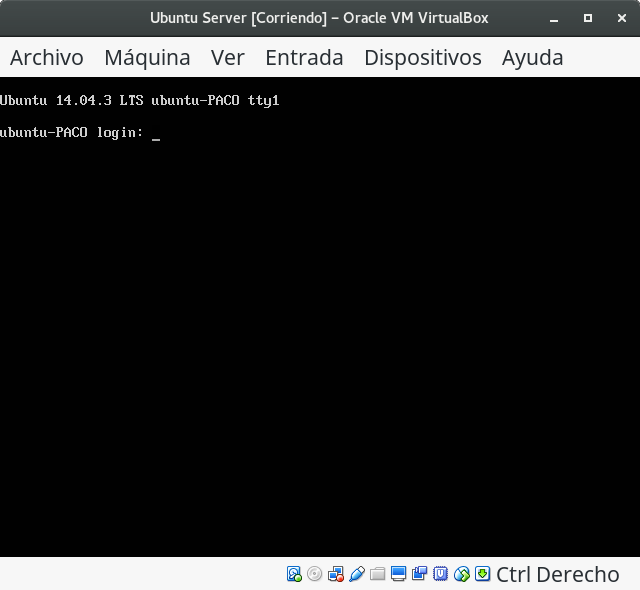 Ubuntu Server [Corriendo] – Oracle VM VirtualBox
Archivo Máquina Ver Entrada Dispositivos Ayuda
Ubuntu 14.04.3 LTS ubuntu-PACO tty1
ubuntu-PACO login: _
Ctrl Derecho